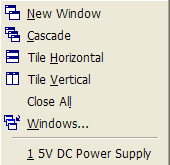 New Window
Cascade
Tile Horizontal
Tile Vertical
Close All
Windows...
1 5V DC Power Supply